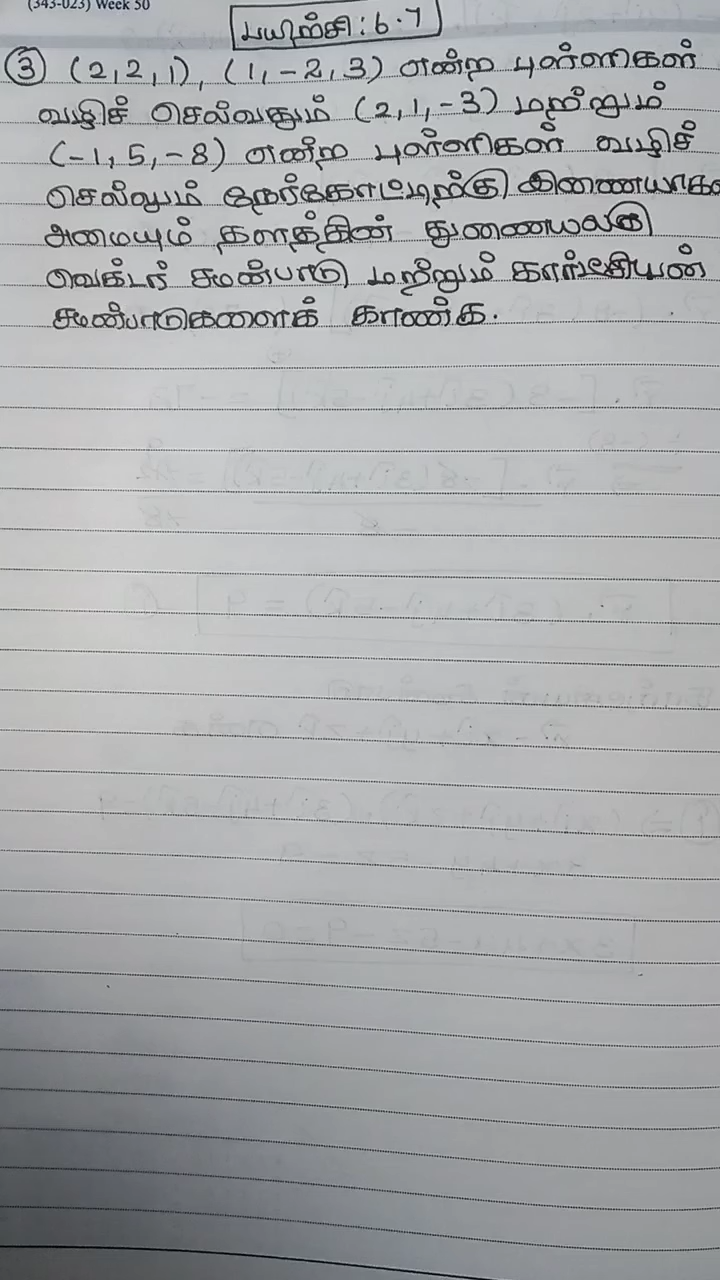 (343-023) Week 50
பயிற்சி : 6.7
③ (2,2,1), (1,-2,3) என்ற புள்ளிகள்
வழிச் செல்வதும் (2,1,-3) மற்றும்
(-1,5,-8) என்ற புள்ளிகள் வழிச்
செல்லும் நேர்கோட்டிற்கு இணையாக
அமையும் தளத்தின் துணையலகு
வெக்டர் சமன்பாடு மற்றும் கார்டீசியன்
சமன்பாடுகளைக் காண்க.